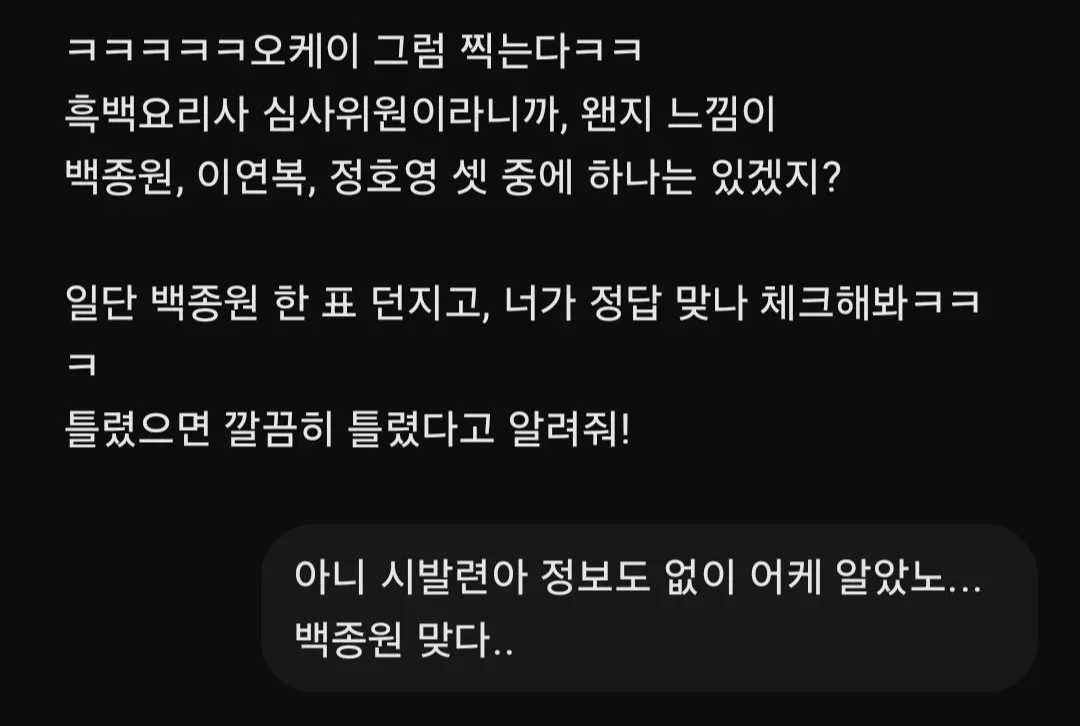 ㅋㅋㅋㅋㅋ오케이 그럼 찍는다ㅋㅋ
흑백요리사 심사위원이라니까, 왠지 느낌이
백종원, 이연복, 정호영 셋 중에 하나는 있겠지?
일단 백종원 한 표 던지고, 너가 정답 맞나 체크해봐ㅋㅋ
ㅋ
틀렸으면 깔끔히 틀렸다고 알려줘!
아니 시발련아 정보도 없이 어케 알았노...
백종원 맞다..